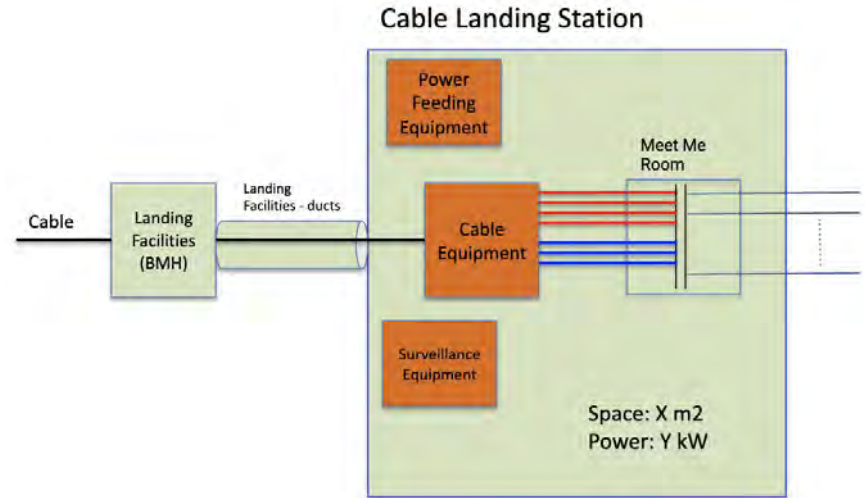 Cable Landing Station
Power
Feeding
Equipment
Meet Me
Room
Landing
Facilities - ducts
Cable
Landing
Facilities
(BMH)
Cable
Equipment
Surveillance
Equipment
Space: X m2
Power: Y kW